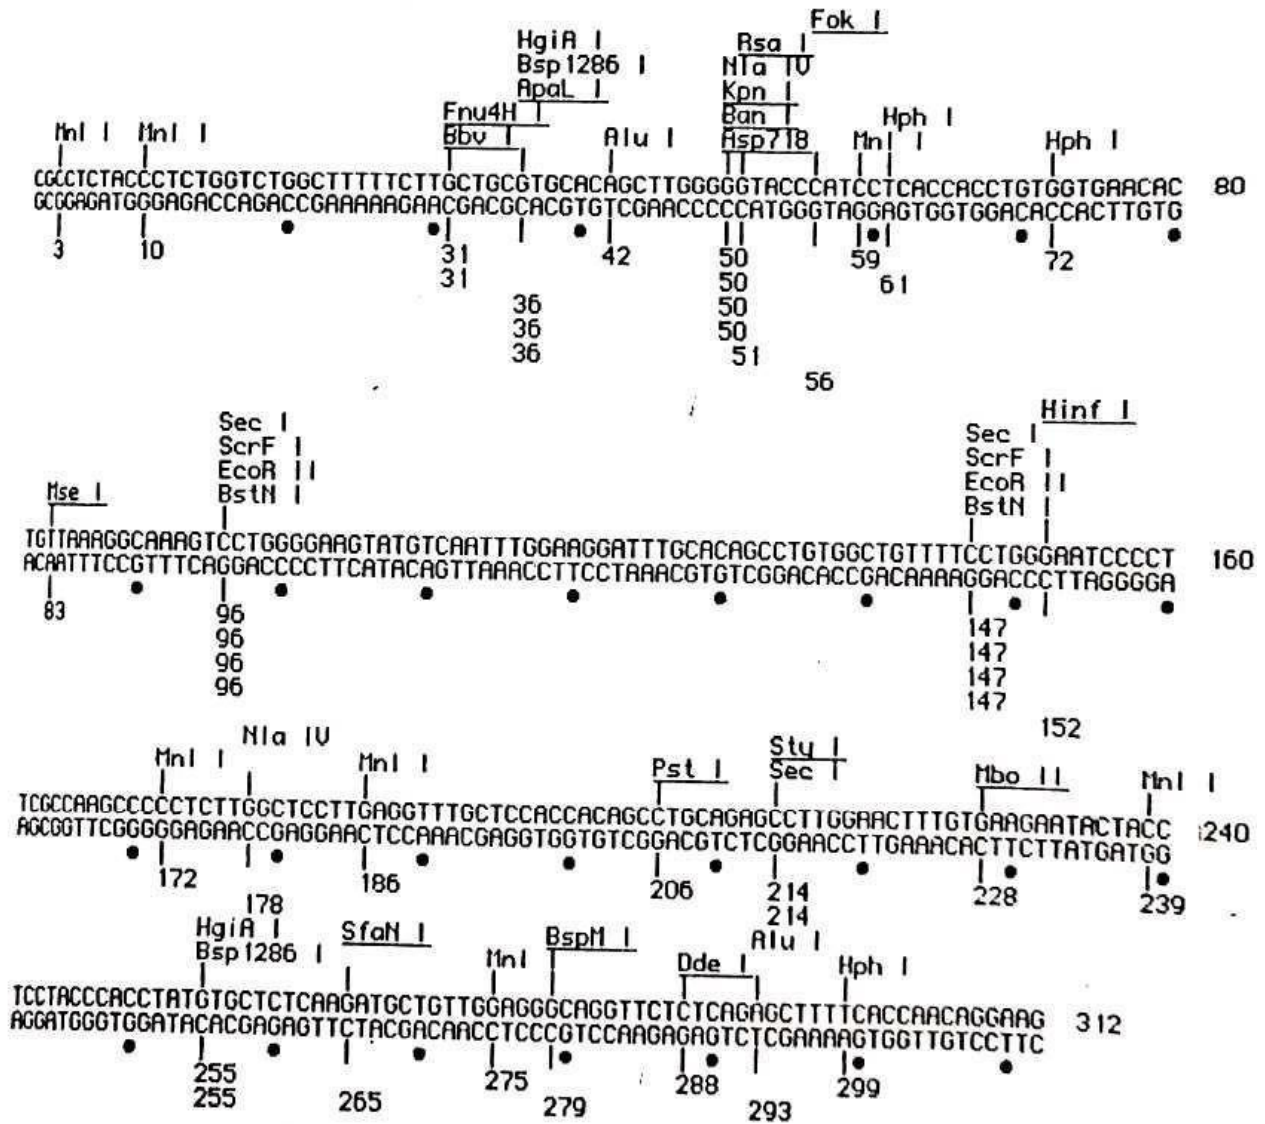 Fok I
HgiA I Rsa I
Bsp1286 I Nla IV
ApaL I Kpn I
Fnu4H I Ban I Hph I
Mnl I Mnl I Bbv I Alu I Asp718 Mnl I Hph I
CGCCTCTACCCTCTGGTCTGGCTTTTTCTTGCTGCGTGCACAGCTTGGGGGTACCCATCCTCACCACCTGTGGTGAACAC 80
GCGGAGATGGGAGACCAGACCGAAAAAGAACGACGCACGTGTCGAACCCCCATGGGTAGGAGTGGTGGACACCACTTGTG
3 10 31 42 50 59 72
31 50 61
36 50
36 50
36 51
56
Sec I Hinf I
ScrF I Sec I
EcoR II ScrF I
Mse I BstN I EcoR II
BstN I
TGTTAAAGGCAAAGTCCTGGGGAAGTATGTCAATTTGGAAGGATTTGCACAGCCTGTGGCTGTTTTCCTGGGAATCCCCT 160
ACAATTTCCGTTTCAGGACCCCTTCATACAGTTAAACCTTCCTAAACGTGTCGGACACCGACAAAAGGACCCTTAGGGGA
83 96 147
96 147
96 147
96 147
152
Nla IV Sty I
Mnl I Mnl I Pst I Sec I Mbo II Mnl I
TCGCCAAGCCCCCTCTTGGCTCCTTGAGGTTTGCTCCACCACAGCCTGCAGAGCCTTGGAACTTTGTGAAGAATACTACC 240
AGCGGTTCGGGGGAGAACCGAGGAACTCCAAACGAGGTGGTGTCGGACGTCTCGGAACCTTGAAACACTTCTTATGATGG
172 186 206 214 228 239
178 214
HgiA I SfaN I BspM I Alu I
Bsp1286 I Mnl I Dde I Hph I
TCCTACCCACCTATGTGCTCTCAAGATGCTGTTGGAGGGCAGGTTCTCTCAGAGCTTTTCACCAACAGGAAG 312
AGGATGGGTGGATACACGAGAGTTCTACGACAACCTCCCGTCCAAGAGAGTCTCGAAAAGTGGTTGTCCTTC
255 275 288 299
255 265 279 293